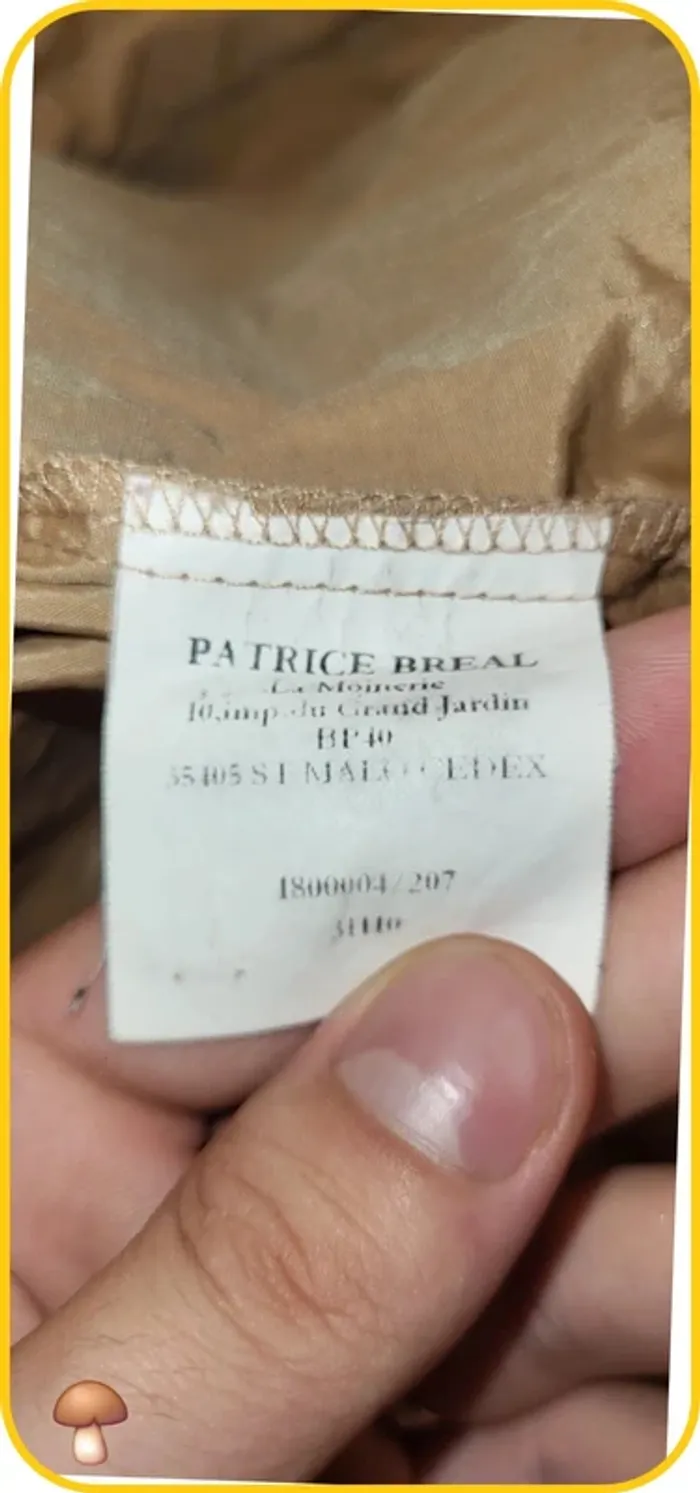 PATRICE BREAL
La Moinerie
10,imp.du Grand Jardin
BP40
35405 ST MALO CEDEX
1800004/207